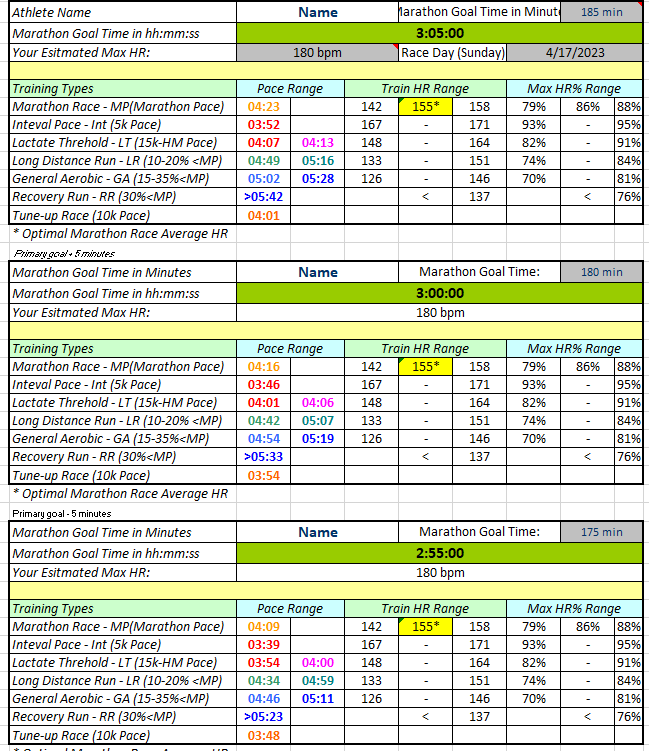 Athlete Name Name Marathon Goal Time in Minut 185 min
Marathon Goal Time in hh:mm:ss 3:05:00
Your Esitmated Max HR: 180 bpm Race Day (Sunday) 4/17/2023
Training Types Pace Range Train HR Range Max HR% Range
Marathon Race - MP(Marathon Pace) 04:23 142 155* 158 79% 86% 88%
Inteval Pace - Int (5k Pace) 03:52 167 - 171 93% - 95%
Lactate Threhold - LT (15k-HM Pace) 04:07 04:13 148 - 164 82% - 91%
Long Distance Run - LR (10-20% <MP) 04:49 05:16 133 - 151 74% - 84%
General Aerobic - GA (15-35%<MP) 05:02 05:28 126 - 146 70% - 81%
Recovery Run - RR (30%<MP) >05:42 < 137 < 76%
Tune-up Race (10k Pace) 04:01
* Optimal Marathon Race Average HR
Primary goal + 5 minutes
Marathon Goal Time in Minutes Name Marathon Goal Time: 180 min
Marathon Goal Time in hh:mm:ss 3:00:00
Your Esitmated Max HR: 180 bpm
Training Types Pace Range Train HR Range Max HR% Range
Marathon Race - MP(Marathon Pace) 04:16 142 155* 158 79% 86% 88%
Inteval Pace - Int (5k Pace) 03:46 167 - 171 93% - 95%
Lactate Threhold - LT (15k-HM Pace) 04:01 04:06 148 - 164 82% - 91%
Long Distance Run - LR (10-20% <MP) 04:42 05:07 133 - 151 74% - 84%
General Aerobic - GA (15-35%<MP) 04:54 05:19 126 - 146 70% - 81%
Recovery Run - RR (30%<MP) >05:33 < 137 < 76%
Tune-up Race (10k Pace) 03:54
* Optimal Marathon Race Average HR
Primary goal - 5 minutes
Marathon Goal Time in Minutes Name Marathon Goal Time: 175 min
Marathon Goal Time in hh:mm:ss 2:55:00
Your Esitmated Max HR: 180 bpm
Training Types Pace Range Train HR Range Max HR% Range
Marathon Race - MP(Marathon Pace) 04:09 142 155* 158 79% 86% 88%
Inteval Pace - Int (5k Pace) 03:39 167 - 171 93% - 95%
Lactate Threhold - LT (15k-HM Pace) 03:54 04:00 148 - 164 82% - 91%
Long Distance Run - LR (10-20% <MP) 04:34 04:59 133 - 151 74% - 84%
General Aerobic - GA (15-35%<MP) 04:46 05:11 126 - 146 70% - 81%
Recovery Run - RR (30%<MP) >05:23 < 137 < 76%
Tune-up Race (10k Pace) 03:48